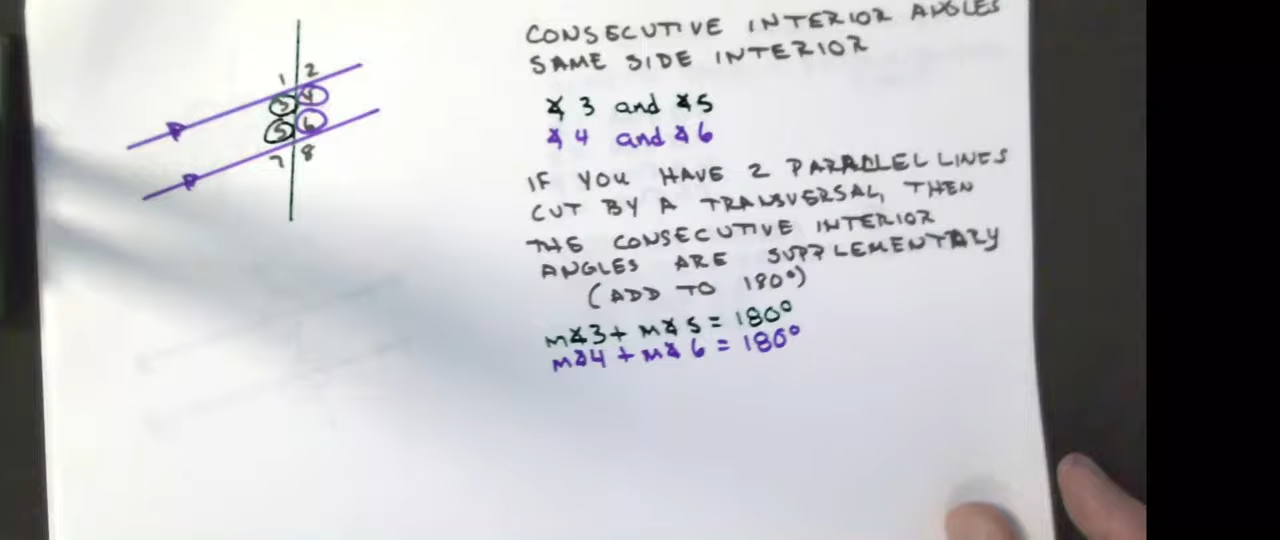 CONSECUTIVE INTERIOR ANGLES
SAME SIDE INTERIOR
∡ 3 and ∡5
∡ 4 and ∡6
IF YOU HAVE 2 PARALLEL LINES
CUT BY A TRANSVERSAL, THEN
THE CONSECUTIVE INTERIOR
ANGLES ARE SUPPLEMENTARY
(ADD TO 180°)
m∡3 + m∡5 = 180°
m∡4 + m∡6 = 180°
1 2
3 4
5 6
7 8